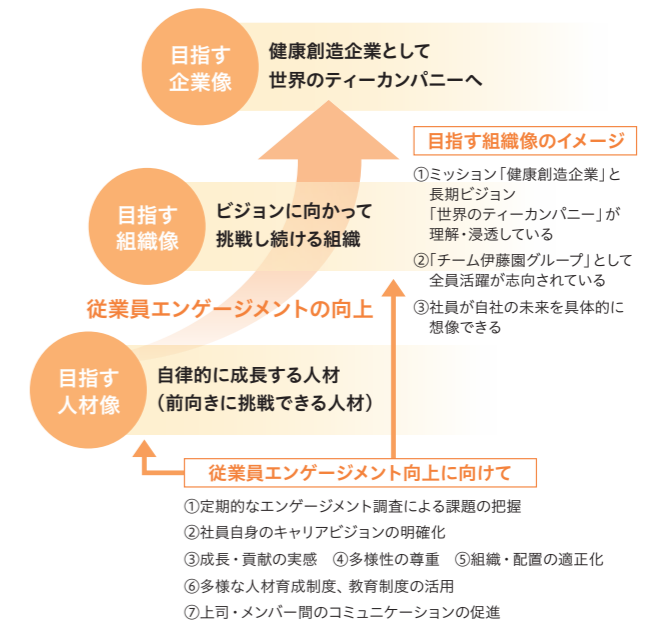 目指す
企業像
健康創造企業として
世界のティーカンパニーへ
目指す組織像のイメージ
①ミッション「健康創造企業」と
長期ビジョン
「世界のティーカンパニー」が
理解・浸透している
②「チーム伊藤園グループ」として
全員活躍が志向されている
③社員が自社の未来を具体的に
想像できる
目指す
組織像
ビジョンに向かって
挑戦し続ける組織
従業員エンゲージメントの向上
目指す
人材像
自律的に成長する人材
（前向きに挑戦できる人材）
従業員エンゲージメント向上に向けて
①定期的なエンゲージメント調査による課題の把握
②社員自身のキャリアビジョンの明確化
③成長・貢献の実感　④多様性の尊重　⑤組織・配置の適正化
⑥多様な人材育成制度、教育制度の活用
⑦上司・メンバー間のコミュニケーションの促進